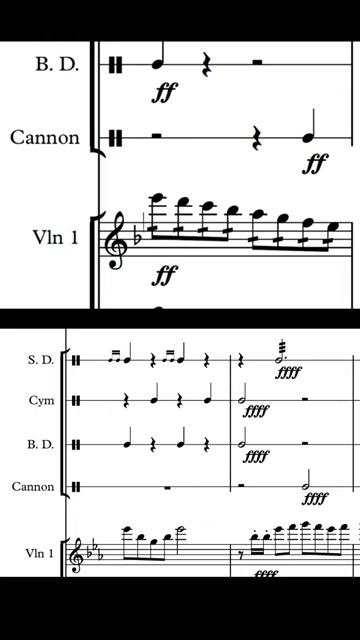 B. D.
ff
Cannon
ff
Vln 1
ff
S. D.
ffff
Cym
ffff
B. D.
ffff
Cannon
ffff
Vln 1
ffff